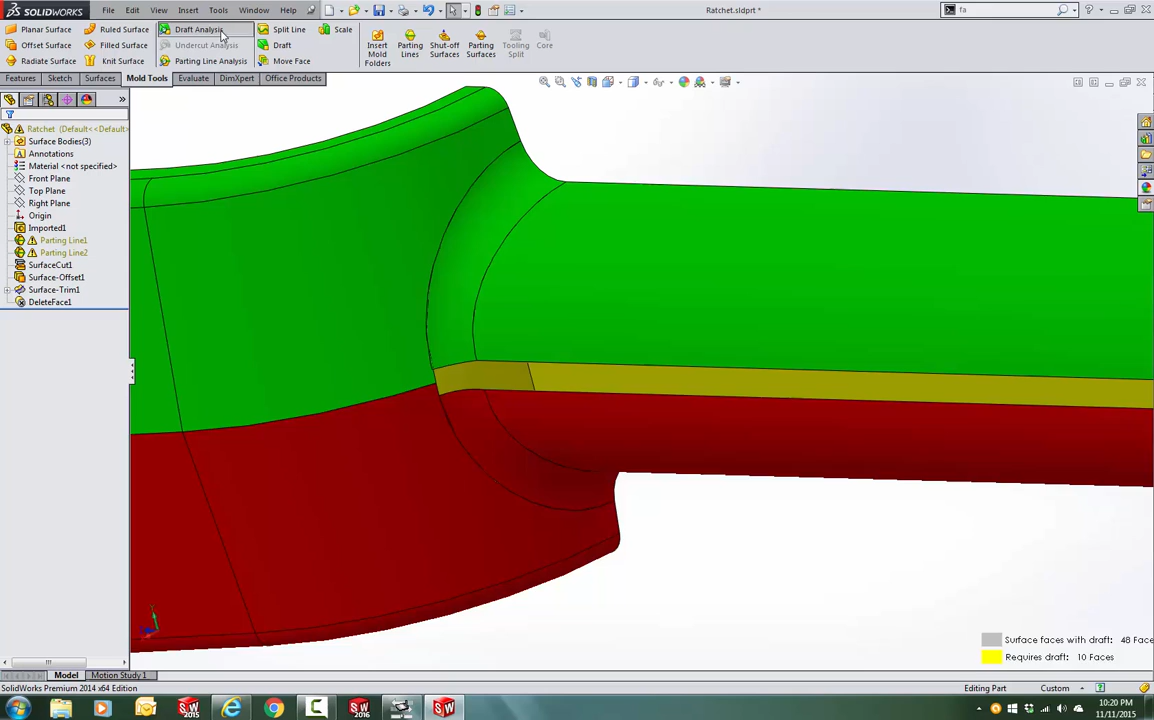 SOLIDWORKS File Edit View Insert Tools Window Help Ratchet.sldprt * fa
Planar Surface Ruled Surface Draft Analysis Split Line Scale
Offset Surface Filled Surface Undercut Analysis Draft
Radiate Surface Knit Surface Parting Line Analysis Move Face
Insert Mold Folders
Parting Lines
Shut-off Surfaces
Parting Surfaces
Tooling Split
Core
Features Sketch Surfaces Mold Tools Evaluate DimXpert Office Products
Ratchet (Default<<Default>
Surface Bodies(3)
Annotations
Material <not specified>
Front Plane
Top Plane
Right Plane
Origin
Imported1
Parting Line1
Parting Line2
SurfaceCut1
Surface-Offset1
Surface-Trim1
DeleteFace1
Surface faces with draft: 48 Face
Requires draft: 10 Faces
Model Motion Study 1
SolidWorks Premium 2014 x64 Edition Editing Part Custom
10:20 PM
11/11/2015